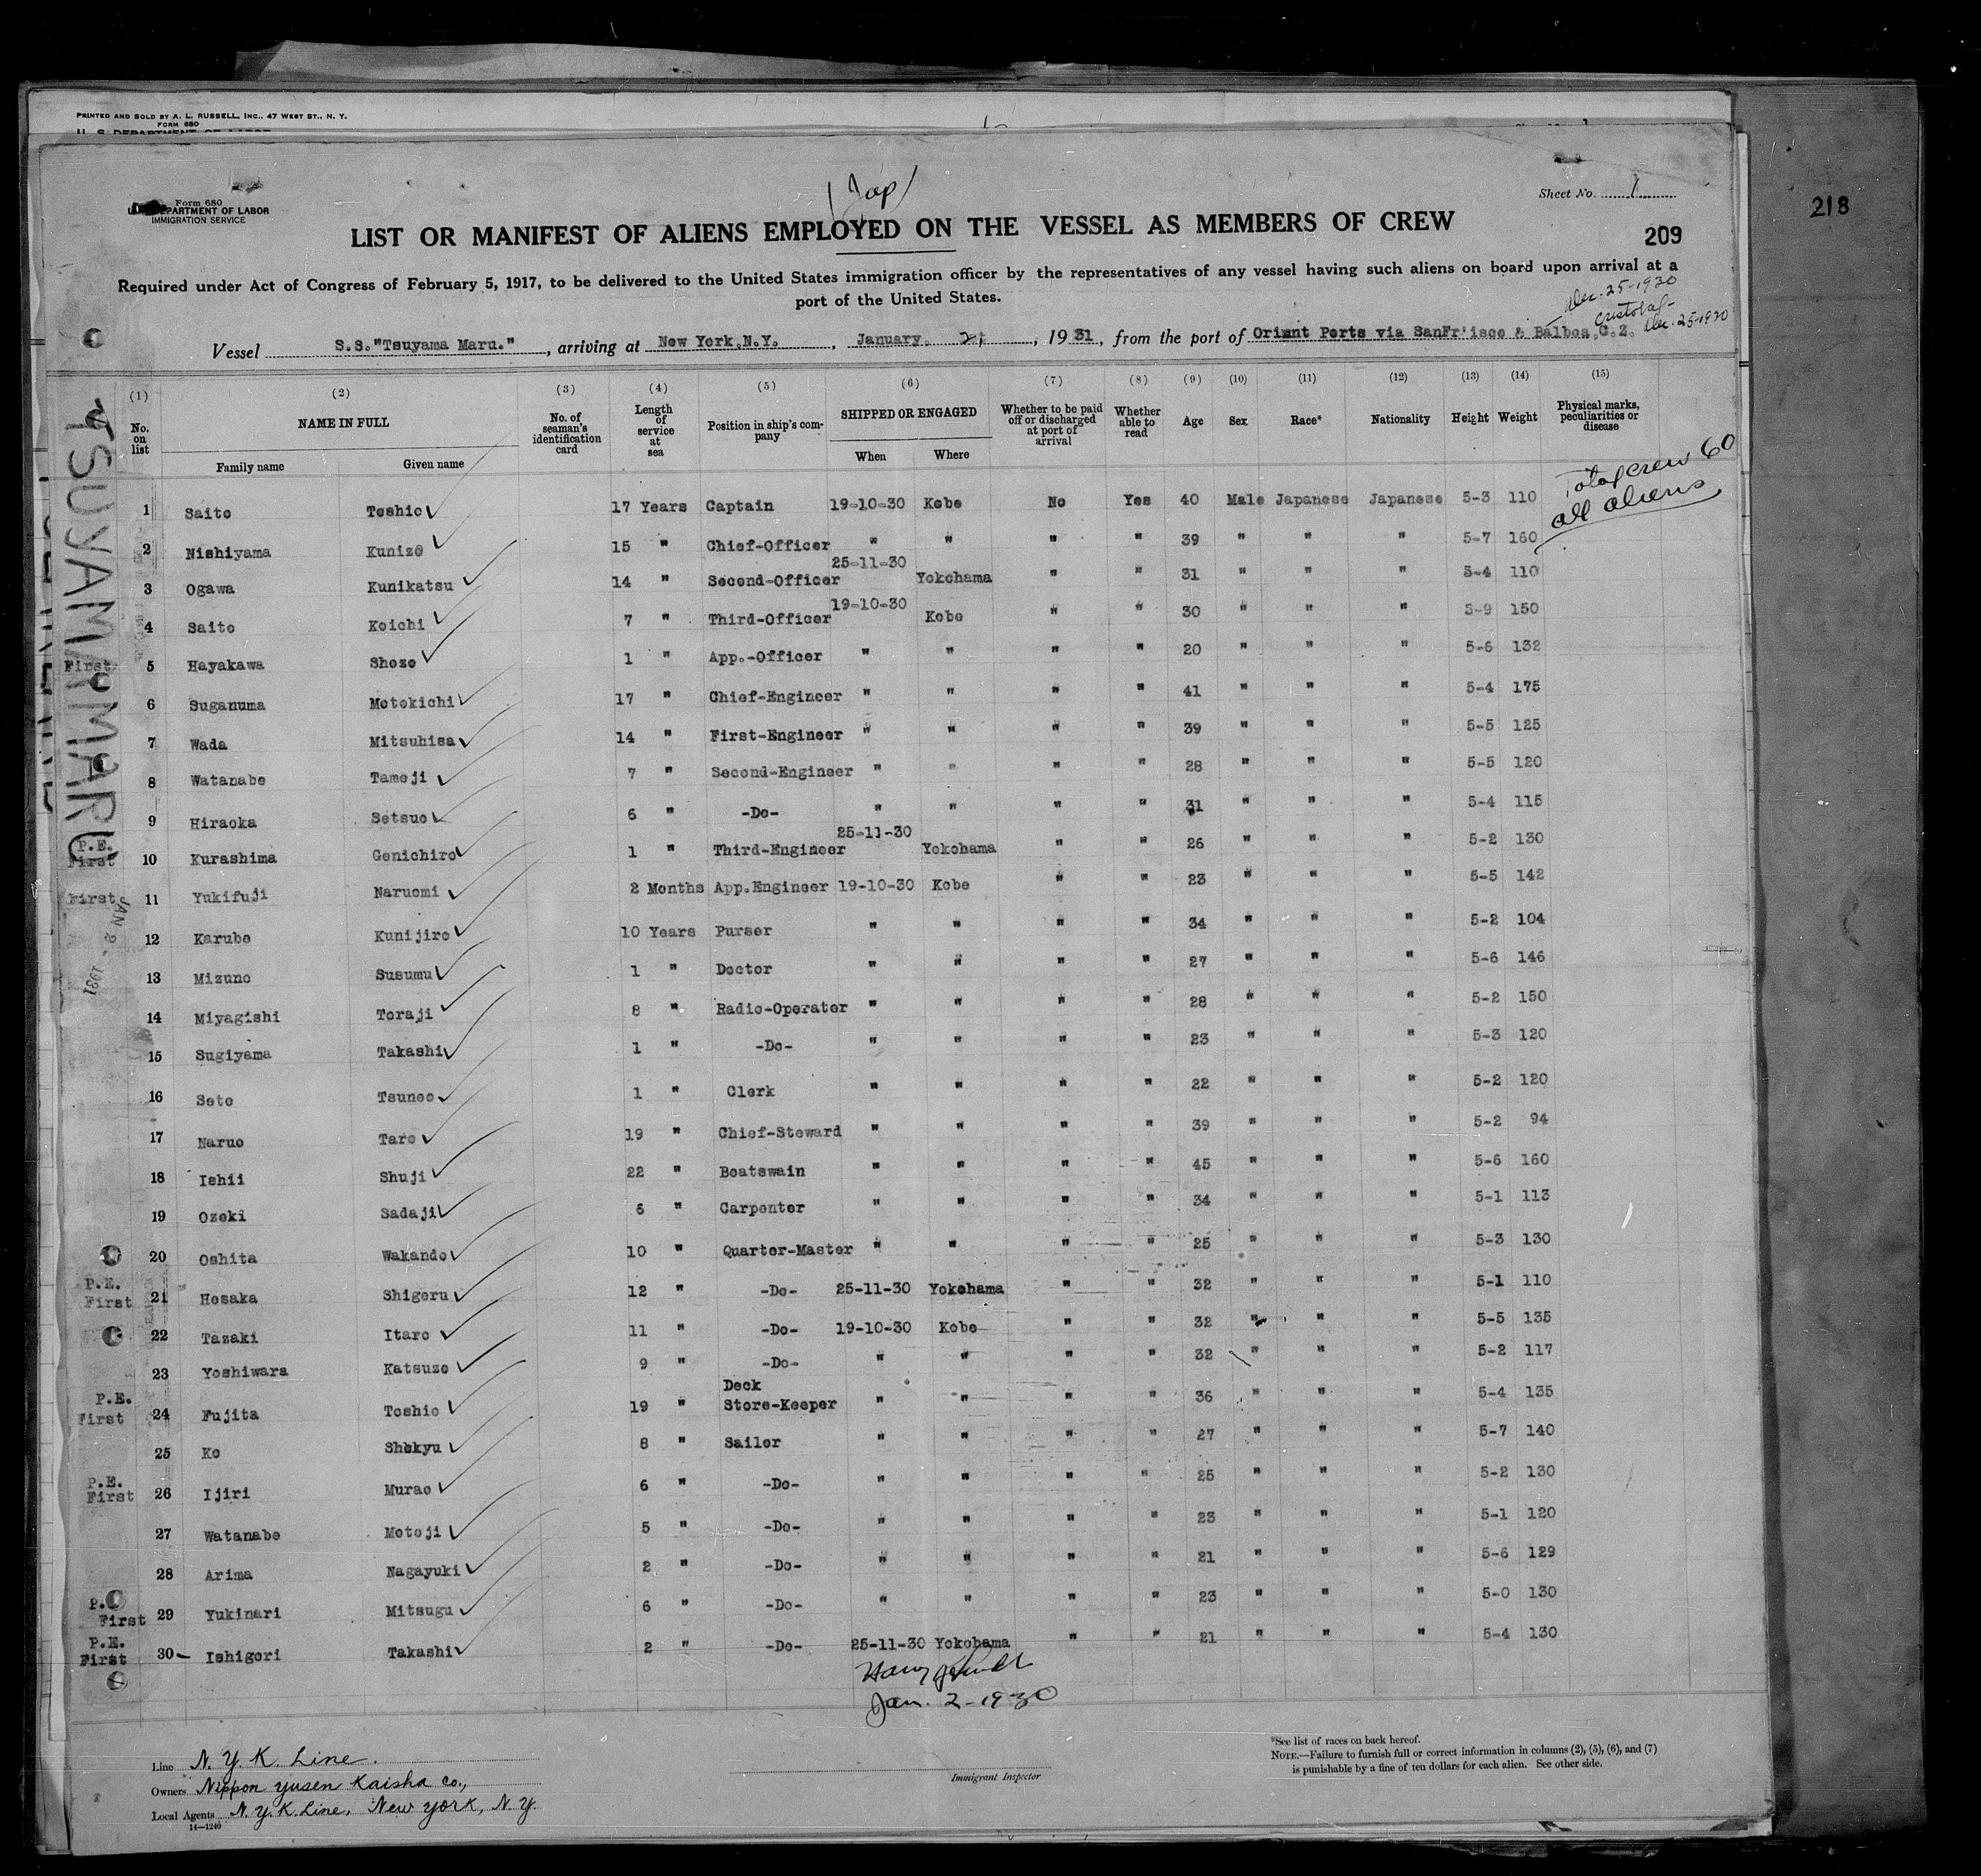 PRINTED AND SOLD BY A. L. RUSSELL, INC., 47 WEST ST., N. Y.
FORM 680
U. S. DEPARTMENT OF LABOR
218
(Jap)
Sheet No. 1
Form 680
DEPARTMENT OF LABOR
IMMIGRATION SERVICE
LIST OR MANIFEST OF ALIENS EMPLOYED ON THE VESSEL AS MEMBERS OF CREW
209
Required under Act of Congress of February 5, 1917, to be delivered to the United States immigration officer by the representatives of any vessel having such aliens on board upon arrival at a
port of the United States.
Dec. 25-1930
Cristobal-
Dec. 25-1930
Vessel S.S."Tsuyama Maru.", arriving at New York.N.Y., January. 2, 1931, from the port of Orient Ports via SanFr'isco & Balboa.C.Z.
TSUYAMA MARU
JAN 2 - 1931
(1) (2) (3) (4) (5) (6) (7) (8) (9) (10) (11) (12) (13) (14) (15)
No. on list NAME IN FULL No. of seaman's identification card Length of service at sea Position in ship's company SHIPPED OR ENGAGED Whether to be paid off or discharged at port of arrival Whether able to read Age Sex Race* Nationality Height Weight Physical marks, peculiarities or disease
Family name Given name When Where
Total crew 60
all aliens
1 Saito Toshio 17 Years Captain 19-10-30 Kobe No Yes 40 Male Japanese Japanese 5-3 110
2 Nishiyama Kunizo 15 " Chief-Officer " " " " 39 " " " 5-7 160
3 Ogawa Kunikatsu 14 " Second-Officer 25-11-30 Yokohama " " 31 " " " 5-4 110
4 Saito Koichi 7 " Third-Officer 19-10-30 Kobe " " 30 " " " 5-9 150
First 5 Hayakawa Shozo 1 " App.-Officer " " " " 20 " " " 5-6 132
6 Suganuma Motokichi 17 " Chief-Engineer " " " " 41 " " " 5-4 175
7 Wada Mitsuhisa 14 " First-Engineer " " " " 39 " " " 5-5 125
8 Watanabe Tameji 7 " Second-Engineer " " " " 28 " " " 5-5 120
9 Hiraoka Setsuo 6 " -Do- " " " " 31 " " " 5-4 115
P.E. First 10 Kurashima Genichiro 1 " Third-Engineer 25-11-30 Yokohama " " 26 " " " 5-2 130
First 11 Yukifuji Naruomi 2 Months App.Engineer 19-10-30 Kobe " " 23 " " " 5-5 142
12 Karube Kunijiro 10 Years Purser " " " " 34 " " " 5-2 104
13 Mizuno Susumu 1 " Doctor " " " " 27 " " " 5-6 146
14 Miyagishi Toraji 8 " Radio-Operator " " " " 28 " " " 5-2 150
15 Sugiyama Takashi 1 " -Do- " " " " 23 " " " 5-3 120
16 Soto Tsuneo 1 " Clerk " " " " 22 " " " 5-2 120
17 Naruo Taro 19 " Chief-Steward " " " " 39 " " " 5-2 94
18 Ishii Shuji 22 " Boatswain " " " " 45 " " " 5-6 160
19 Ozeki Sadaji 6 " Carpenter " " " " 34 " " " 5-1 113
20 Oshita Wakando 10 " Quarter-Master " " " " 25 " " " 5-3 130
P.E. First 21 Hosaka Shigeru 12 " -Do- 25-11-30 Yokohama " " 32 " " " 5-1 110
22 Tazaki Itaro 11 " -Do- 19-10-30 Kobe " " 32 " " " 5-5 135
23 Yoshiwara Katsuzo 9 " -Do- " " " " 32 " " " 5-2 117
P.E. First 24 Fujita Toshio 19 " Deck Store-Keeper " " " " 36 " " " 5-4 135
25 Ko Shokyu 8 " Sailor " " " " 27 " " " 5-7 140
P.E. First 26 Ijiri Murao 6 " -Do- " " " " 25 " " " 5-2 130
27 Watanabe Motoji 5 " -Do- " " " " 23 " " " 5-1 120
28 Arima Nagayuki 2 " -Do- " " " " 21 " " " 5-6 129
First 29 Yukinari Mitsugu 6 " -Do- " " " " 23 " " " 5-0 130
P.E. First 30 Ishigori Takashi 2 " -Do- 25-11-30 Yokohama " " 21 " " " 5-4 130
Jan. 2-1930
Line N. Y. K. Line.
Owners Nippon Yusen Kaisha Co.,
Local Agents N.Y.K.Line, New York, N.Y.
14—1240
Immigrant Inspector
*See list of races on back hereof.
NOTE.—Failure to furnish full or correct information in columns (2), (5), (6), and (7)
is punishable by a fine of ten dollars for each alien. See other side.